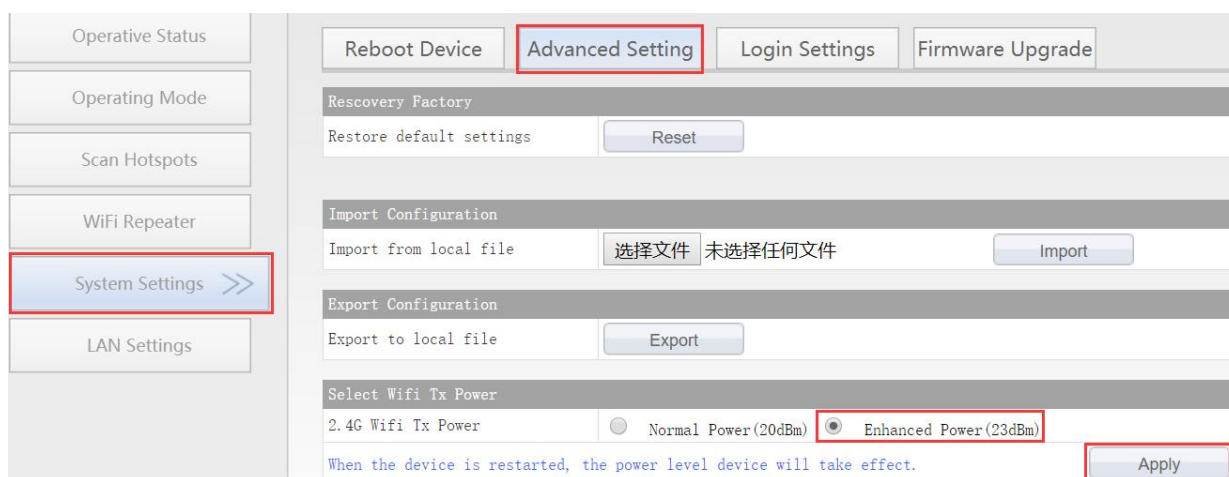 Operative Status
Operating Mode
Scan Hotspots
WiFi Repeater
System Settings >>
LAN Settings
Reboot Device Advanced Setting Login Settings Firmware Upgrade
Rescovery Factory
Restore default settings Reset
Import Configuration
Import from local file 选择文件 未选择任何文件 Import
Export Configuration
Export to local file Export
Select Wifi Tx Power
2.4G Wifi Tx Power Normal Power(20dBm) Enhanced Power(23dBm)
When the device is restarted, the power level device will take effect. Apply